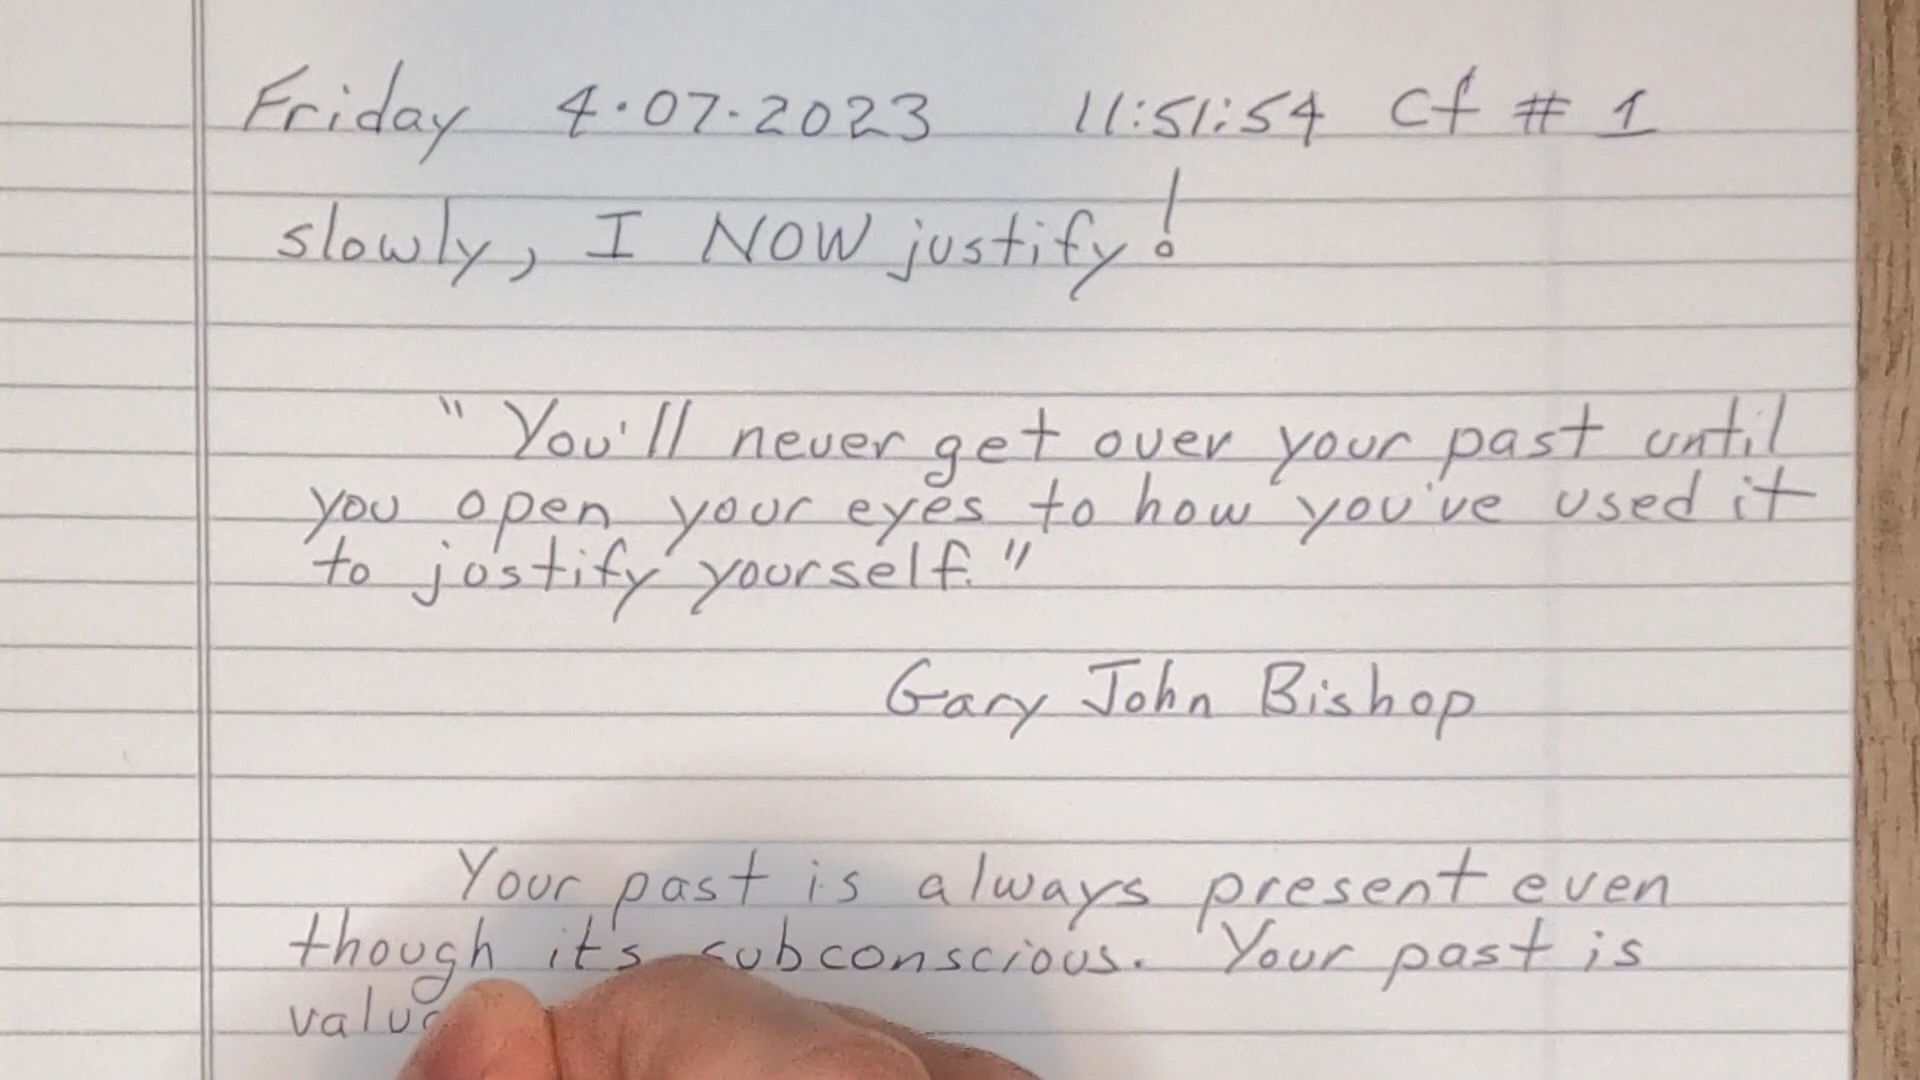 Friday 4.07.2023 11:51:54 Cf # 1
slowly, I NOW justify!
"You'll never get over your past until
you open your eyes to how you've used it
to justify yourself."
Gary John Bishop
Your past is always present even
though it's subconscious. Your past is